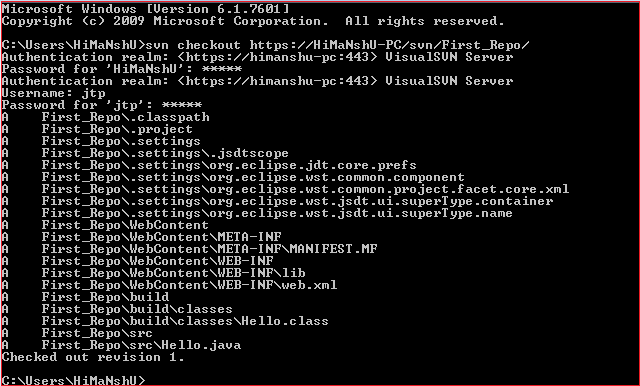 Microsoft Windows [Version 6.1.7601]
Copyright (c) 2009 Microsoft Corporation.  All rights reserved.
C:\Users\HiMaNshU>svn checkout https://HiMaNshU-PC/svn/First_Repo/
Authentication realm: <https://himanshu-pc:443> VisualSVN Server
Password for 'HiMaNshU': *****
Authentication realm: <https://himanshu-pc:443> VisualSVN Server
Username: jtp
Password for 'jtp': *****
A    First_Repo\.classpath
A    First_Repo\.project
A    First_Repo\.settings
A    First_Repo\.settings\.jsdtscope
A    First_Repo\.settings\org.eclipse.jdt.core.prefs
A    First_Repo\.settings\org.eclipse.wst.common.component
A    First_Repo\.settings\org.eclipse.wst.common.project.facet.core.xml
A    First_Repo\.settings\org.eclipse.wst.jsdt.ui.superType.container
A    First_Repo\.settings\org.eclipse.wst.jsdt.ui.superType.name
A    First_Repo\WebContent
A    First_Repo\WebContent\META-INF
A    First_Repo\WebContent\META-INF\MANIFEST.MF
A    First_Repo\WebContent\WEB-INF
A    First_Repo\WebContent\WEB-INF\lib
A    First_Repo\WebContent\WEB-INF\web.xml
A    First_Repo\build
A    First_Repo\build\classes
A    First_Repo\build\classes\Hello.class
A    First_Repo\src
A    First_Repo\src\Hello.java
Checked out revision 1.
C:\Users\HiMaNshU>